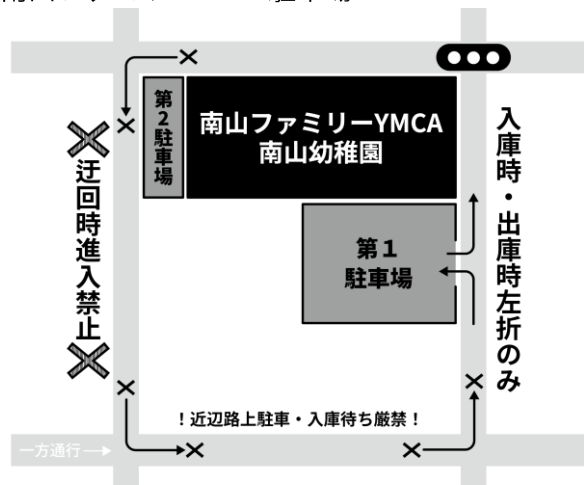 南山ファミリーYMCA
南山幼稚園
第2駐車場
第１
駐車場
迂回時進入禁止
入庫時・出庫時左折のみ
！近辺路上駐車・入庫待ち厳禁！
一方通行